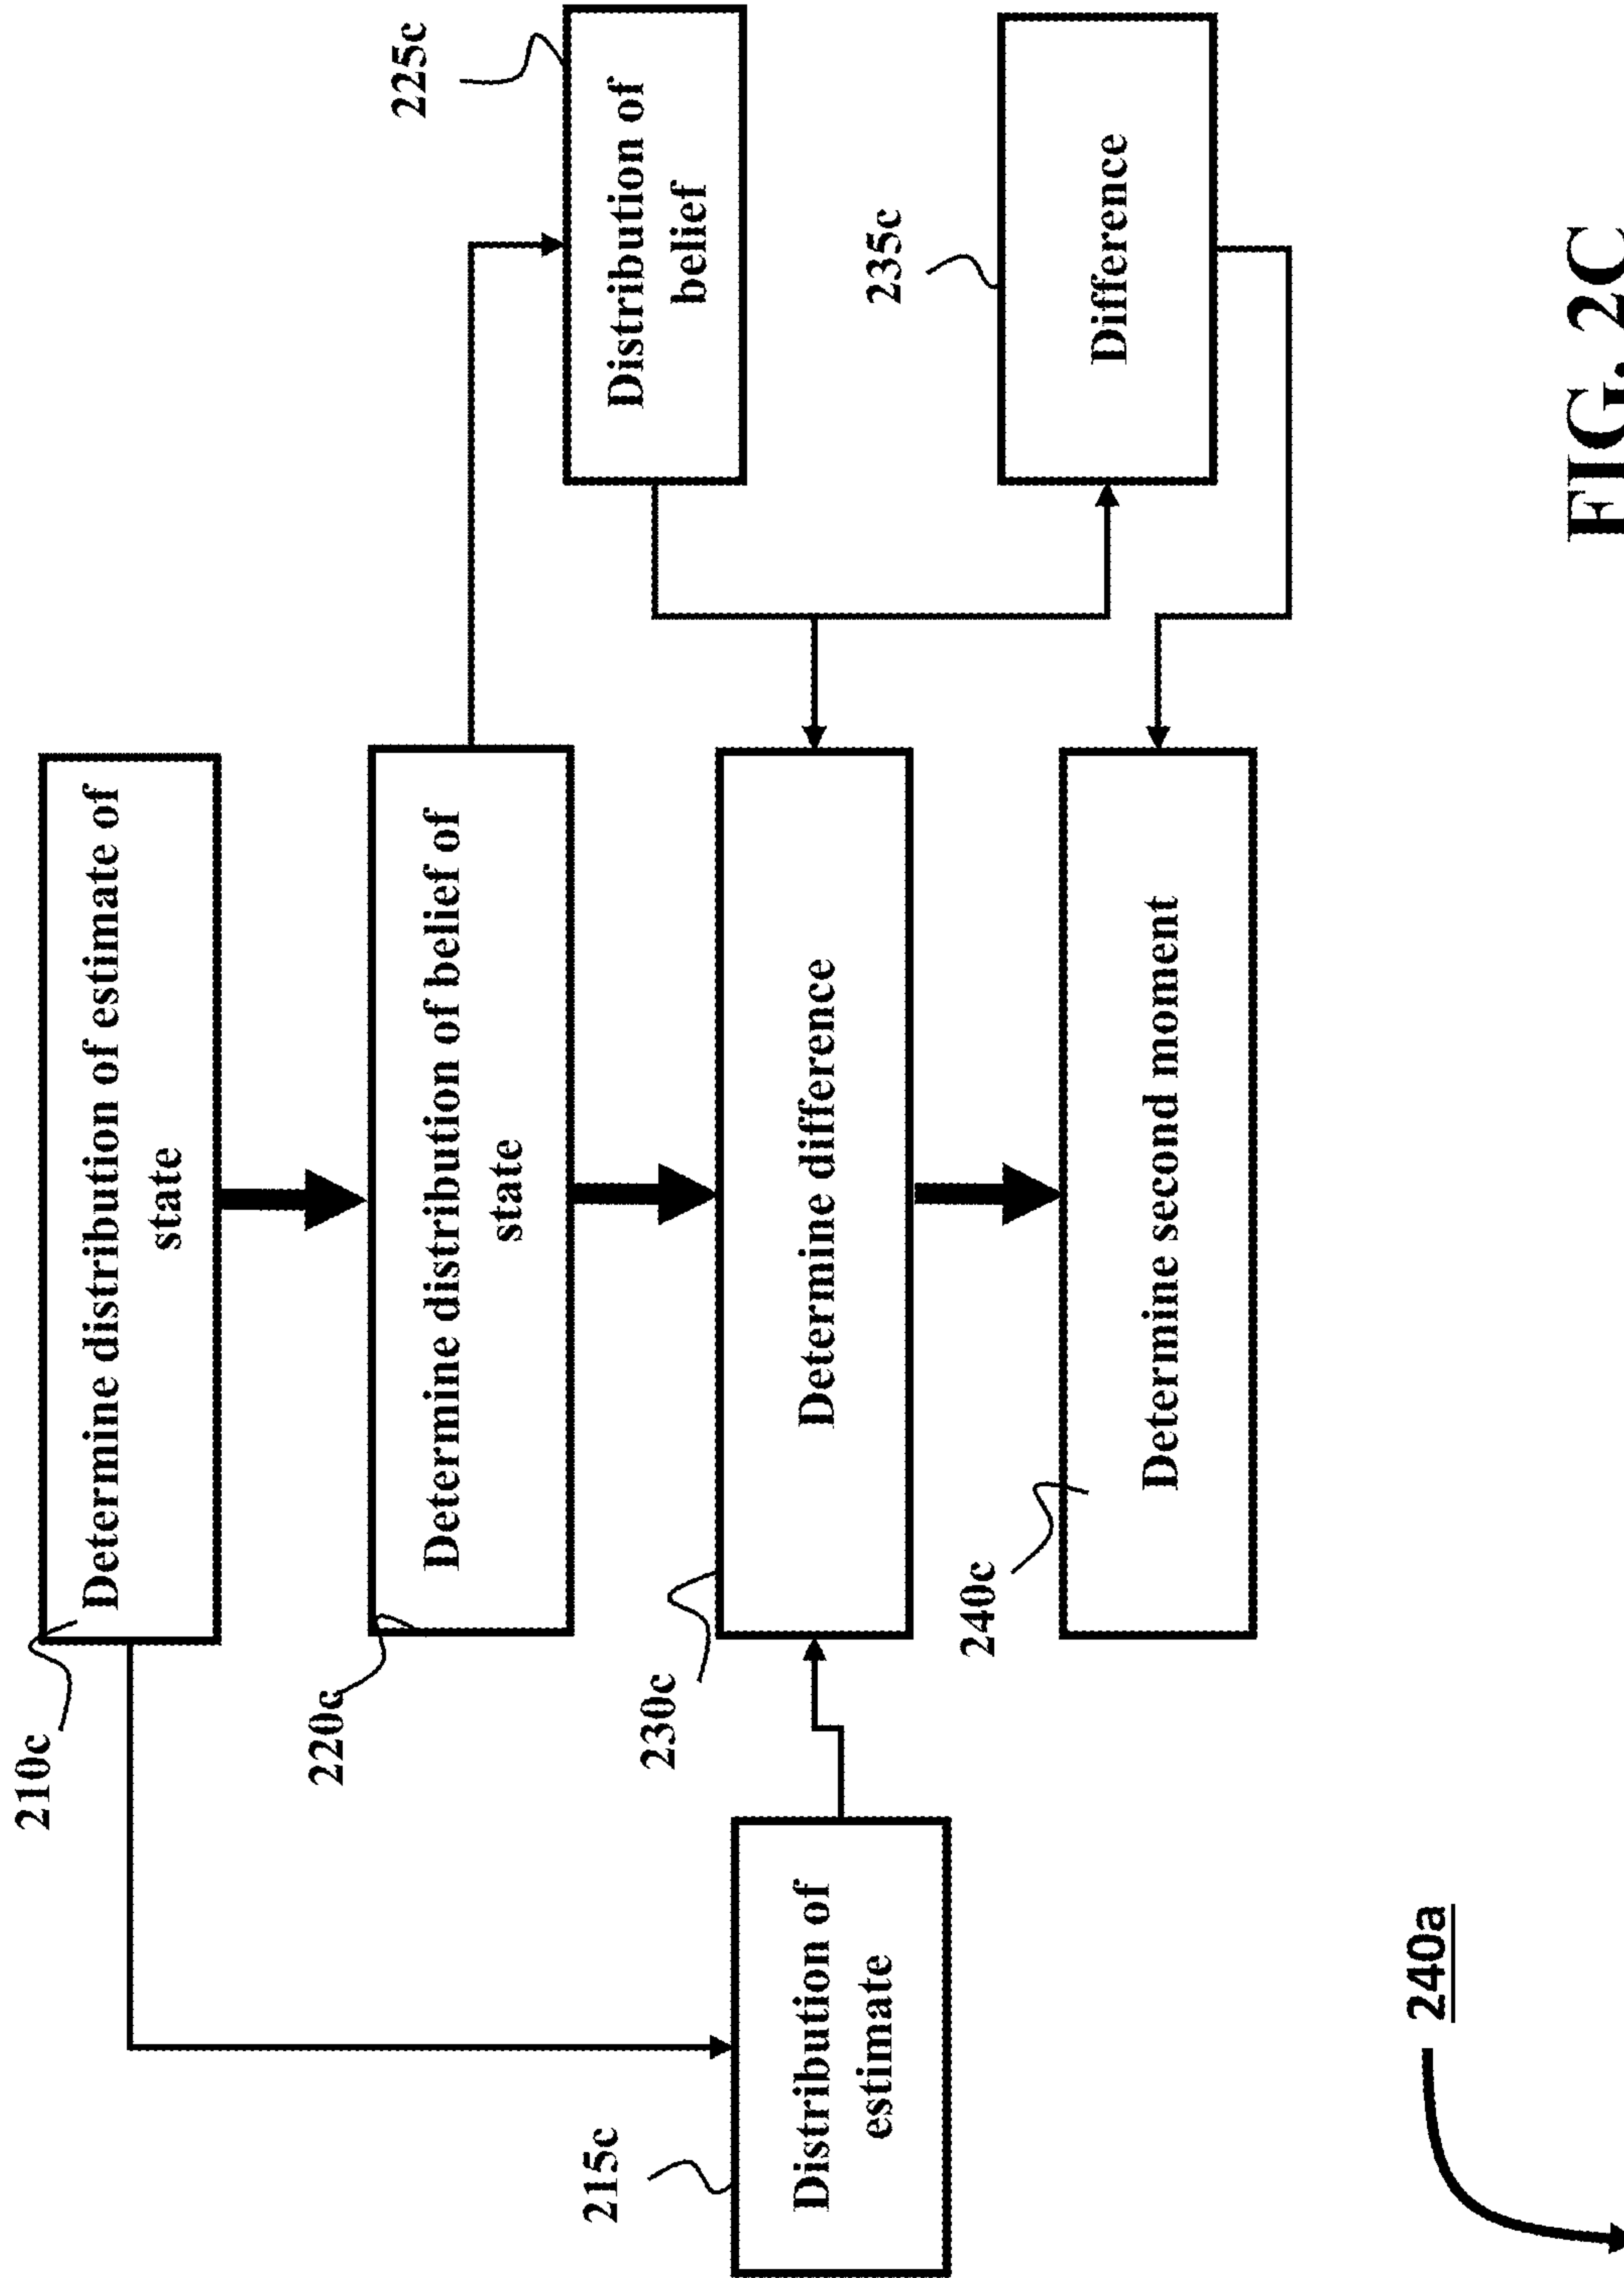 210c
Determine distribution of estimate of
state
220c
Determine distribution of belief of
state
225c
Distribution of
belief
215c
Distribution of
estimate
230c
Determine difference
235c
Difference
240c
Determine second moment
240a
FIG. 2C